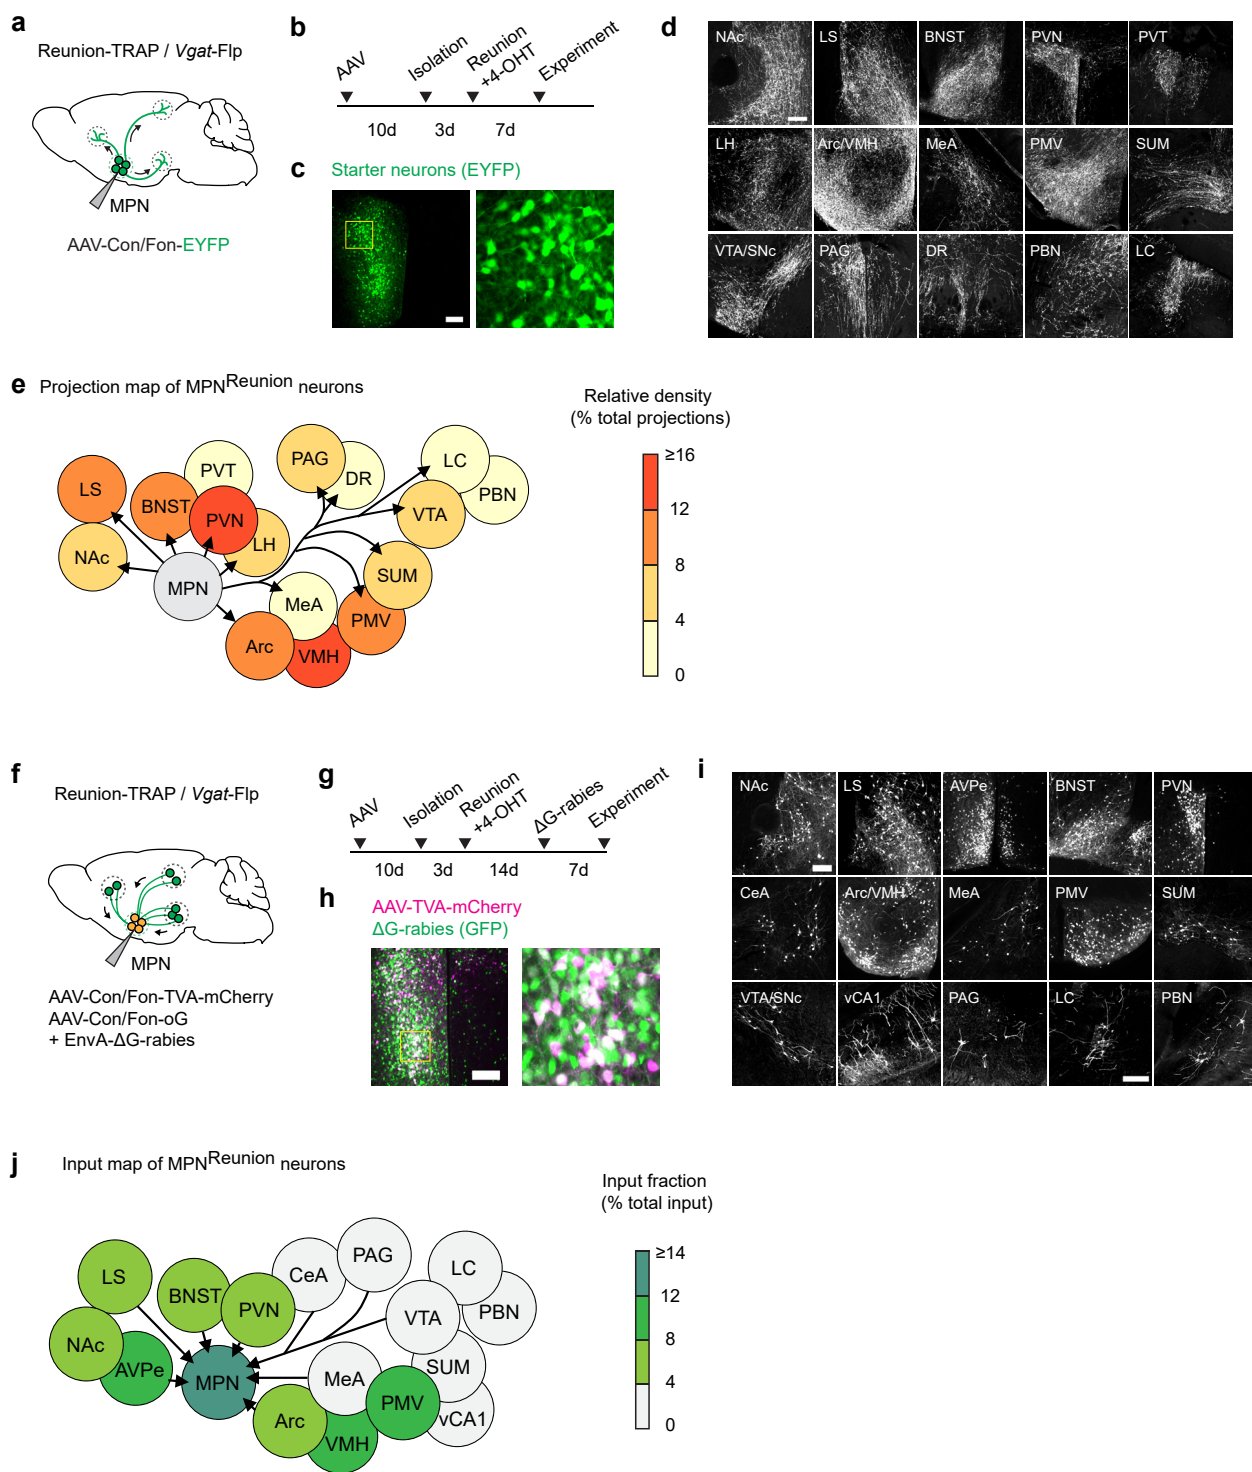 a
Reunion-TRAP / Vgat-Flp
MPN
AAV-Con/Fon-EYFP
b
AAV
Isolation
Reunion
+4-OHT
Experiment
10d
3d
7d
c
Starter neurons (EYFP)
d
NAc
LS
BNST
PVN
PVT
LH
Arc/VMH
MeA
PMV
SUM
VTA/SNc
PAG
DR
PBN
LC
e
Projection map of MPNReunion neurons
Relative density
(% total projections)
LS
BNST
PVT
PVN
NAc
LH
MPN
PAG
DR
LC
PBN
VTA
SUM
MeA
PMV
Arc
VMH
≥16
12
8
4
0
f
Reunion-TRAP / Vgat-Flp
MPN
AAV-Con/Fon-TVA-mCherry
AAV-Con/Fon-oG
+ EnvA-ΔG-rabies
g
AAV
Isolation
Reunion
+4-OHT
ΔG-rabies
Experiment
10d
3d
14d
7d
h
AAV-TVA-mCherry
ΔG-rabies (GFP)
i
NAc
LS
AVPe
BNST
PVN
CeA
Arc/VMH
MeA
PMV
SUM
VTA/SNc
vCA1
PAG
LC
PBN
j
Input map of MPNReunion neurons
Input fraction
(% total input)
LS
BNST
PVN
CeA
PAG
LC
PBN
VTA
NAc
AVPe
MPN
MeA
SUM
PMV
vCA1
Arc
VMH
≥14
12
8
4
0